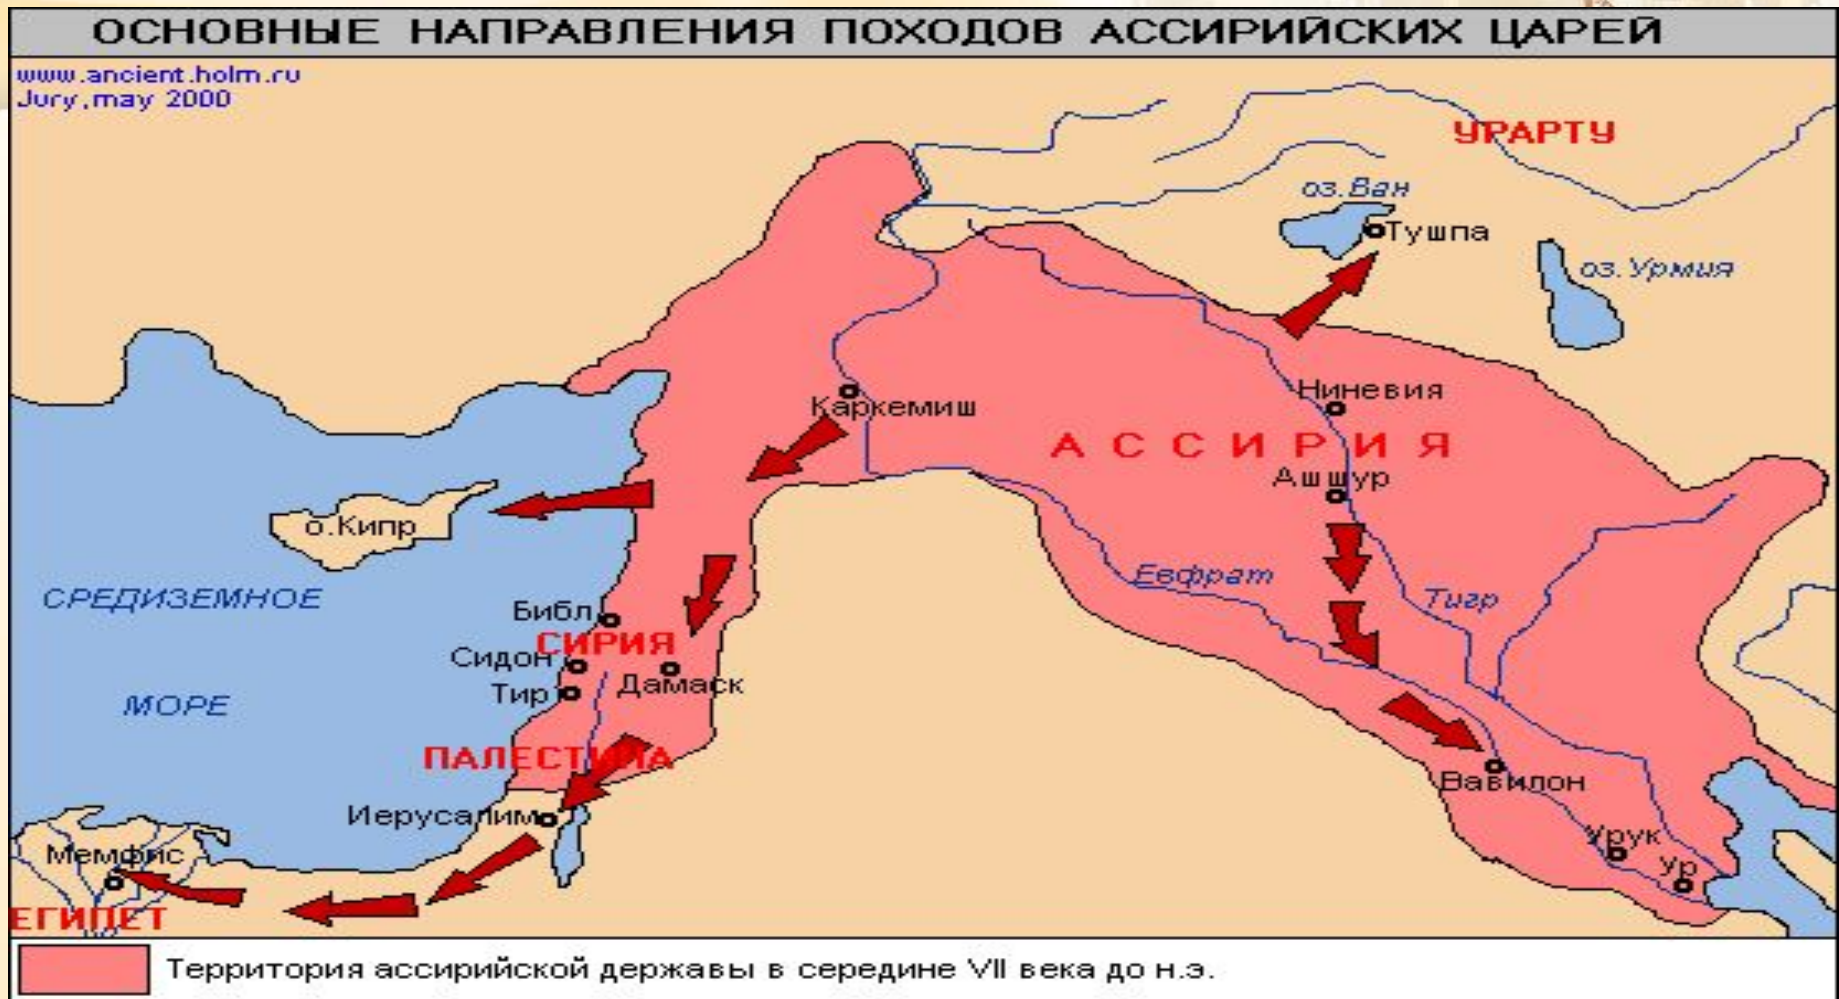 ОСНОВНЫЕ НАПРАВЛЕНИЯ ПОХОДОВ АССИРИЙСКИХ ЦАРЕЙ
www.ancient.holm.ru
Jury,may 2000
УРАРТУ
оз.Ван
Тушпа
оз.Урмия
Ниневия
Каркемиш
АССИРИЯ
Ашшур
о.Кипр
Евфрат
Тигр
СРЕДИЗЕМНОЕ
МОРЕ
Библ
СИРИЯ
Сидон
Дамаск
Тир
ПАЛЕСТИНА
Вавилон
Иерусалим
Урук
Мемфис
Ур
ЕГИПЕТ
Территория ассирийской державы в середине VII века до н.э.